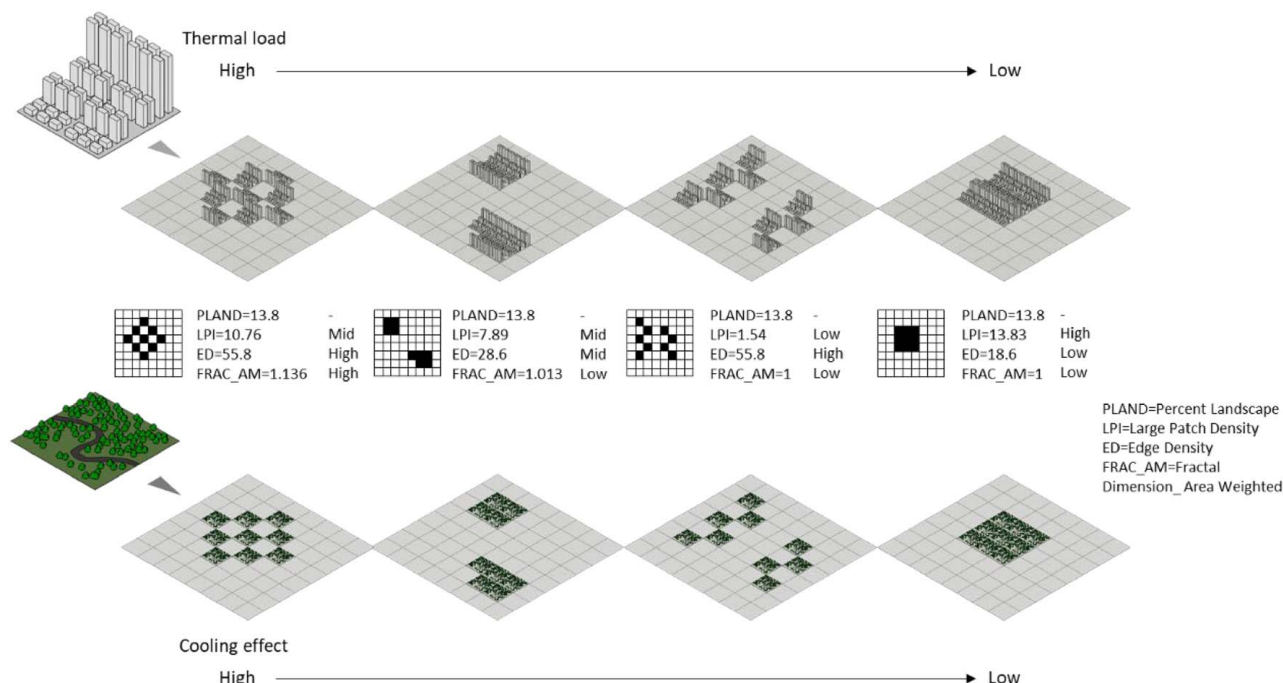 Thermal load
High Low
PLAND=13.8 -
LPI=10.76 Mid
ED=55.8 High
FRAC_AM=1.136 High
PLAND=13.8 -
LPI=7.89 Mid
ED=28.6 Mid
FRAC_AM=1.013 Low
PLAND=13.8 -
LPI=1.54 Low
ED=55.8 High
FRAC_AM=1 Low
PLAND=13.8 -
LPI=13.83 High
ED=18.6 Low
FRAC_AM=1 Low
PLAND=Percent Landscape
LPI=Large Patch Density
ED=Edge Density
FRAC_AM=Fractal
Dimension_ Area Weighted
Cooling effect
High Low